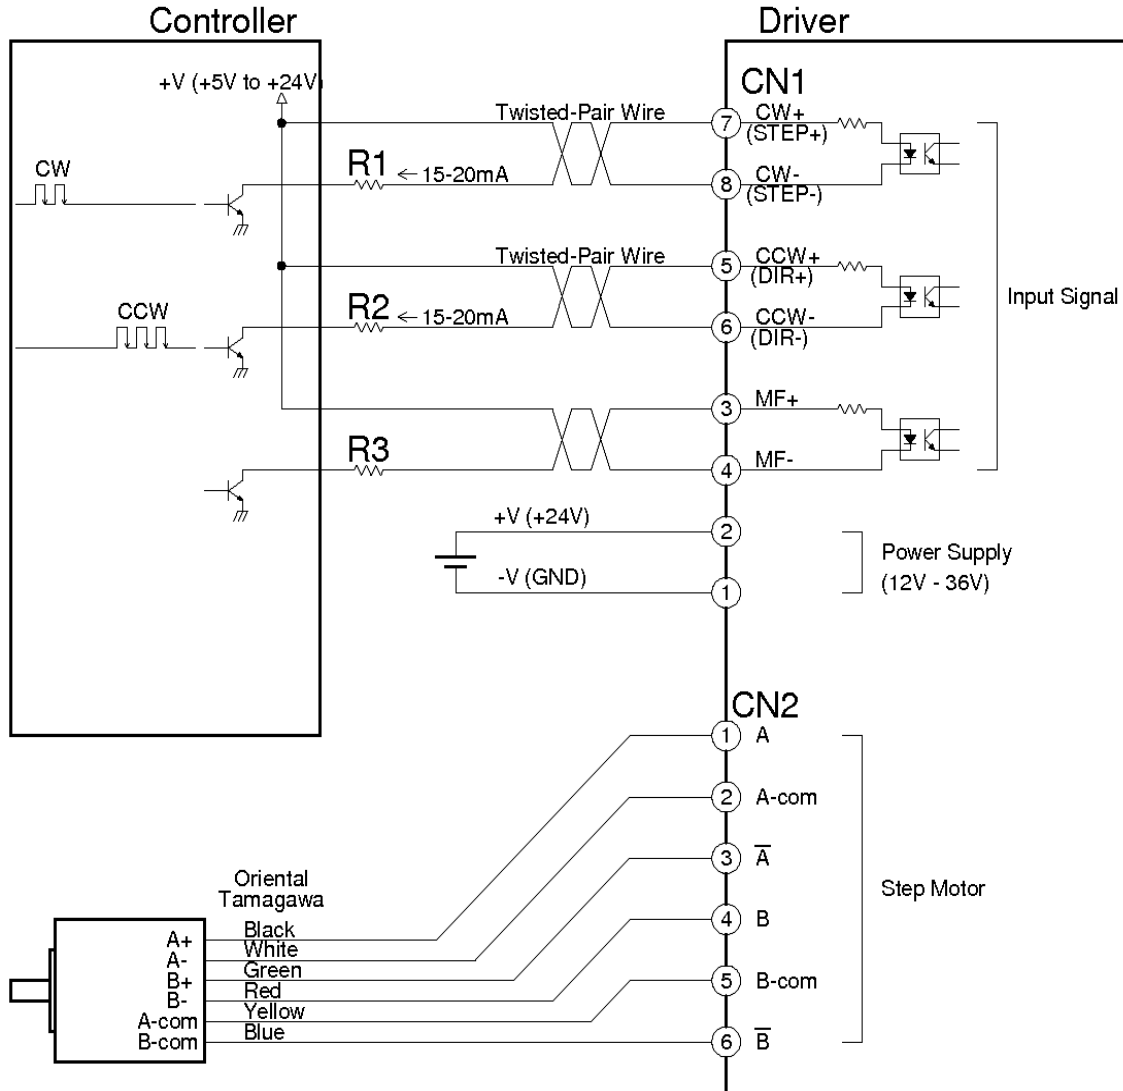 Controller
Driver
+V (+5V to +24V)
CN1
Twisted-Pair Wire
7
CW+
(STEP+)
CW
R1
15-20mA
8
CW-
(STEP-)
Twisted-Pair Wire
5
CCW+
(DIR+)
Input Signal
CCW
R2
15-20mA
6
CCW-
(DIR-)
3
MF+
R3
4
MF-
+V (+24V)
2
Power Supply
(12V - 36V)
-V (GND)
1
CN2
1
A
2
A-com
3
A̅
Step Motor
4
B
5
B-com
6
B̅
Oriental
Tamagawa
A+
Black
A-
White
B+
Green
B-
Red
A-com
Yellow
B-com
Blue